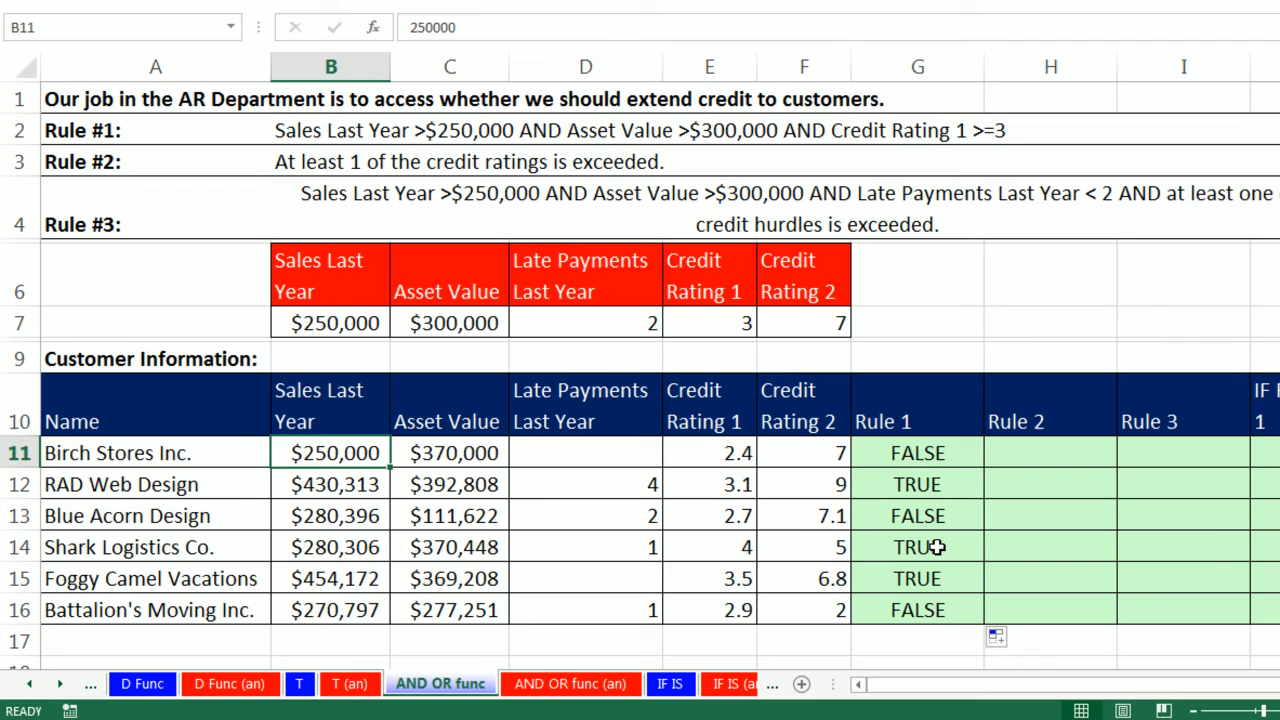 B11 fx 250000
A B C D E F G H I
1 Our job in the AR Department is to access whether we should extend credit to customers.
2 Rule #1: Sales Last Year >$250,000 AND Asset Value >$300,000 AND Credit Rating 1 >=3
3 Rule #2: At least 1 of the credit ratings is exceeded.
Sales Last Year >$250,000 AND Asset Value >$300,000 AND Late Payments Last Year < 2 AND at least one
4 Rule #3: credit hurdles is exceeded.
Sales Last Late Payments Credit Credit
6 Year Asset Value Last Year Rating 1 Rating 2
7 $250,000 $300,000 2 3 7
9 Customer Information:
Sales Last Late Payments Credit Credit IF
10 Name Year Asset Value Last Year Rating 1 Rating 2 Rule 1 Rule 2 Rule 3 1
11 Birch Stores Inc. $250,000 $370,000 2.4 7 FALSE
12 RAD Web Design $430,313 $392,808 4 3.1 9 TRUE
13 Blue Acorn Design $280,396 $111,622 2 2.7 7.1 FALSE
14 Shark Logistics Co. $280,306 $370,448 1 4 5 TRUE
15 Foggy Camel Vacations $454,172 $369,208 3.5 6.8 TRUE
16 Battalion's Moving Inc. $270,797 $277,251 1 2.9 2 FALSE
17
... D Func D Func (an) T T (an) AND OR func AND OR func (an) IF IS IF IS (a ...
READY